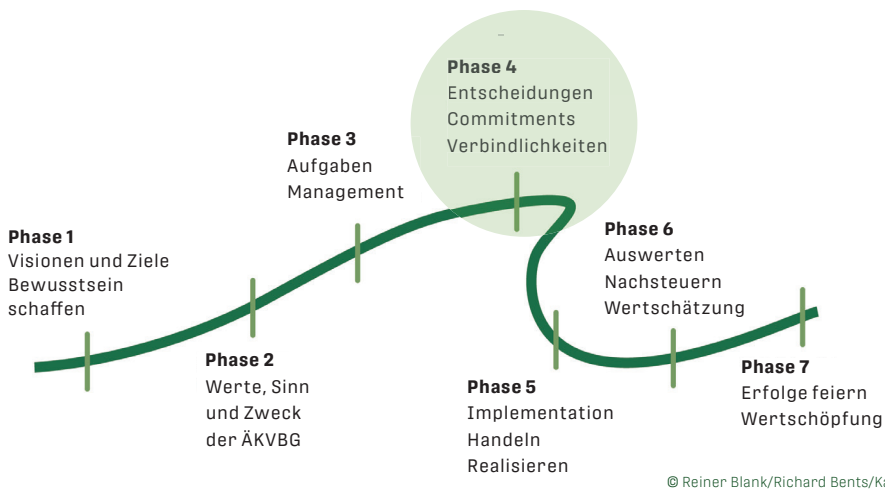 Phase 1
Visionen und Ziele
Bewusstsein
schaffen
Phase 2
Werte, Sinn
und Zweck
der ÄKVBG
Phase 3
Aufgaben
Management
Phase 4
Entscheidungen
Commitments
Verbindlichkeiten
Phase 5
Implementation
Handeln
Realisieren
Phase 6
Auswerten
Nachsteuern
Wertschätzung
Phase 7
Erfolge feiern
Wertschöpfung
© Reiner Blank/Richard Bents/Ka